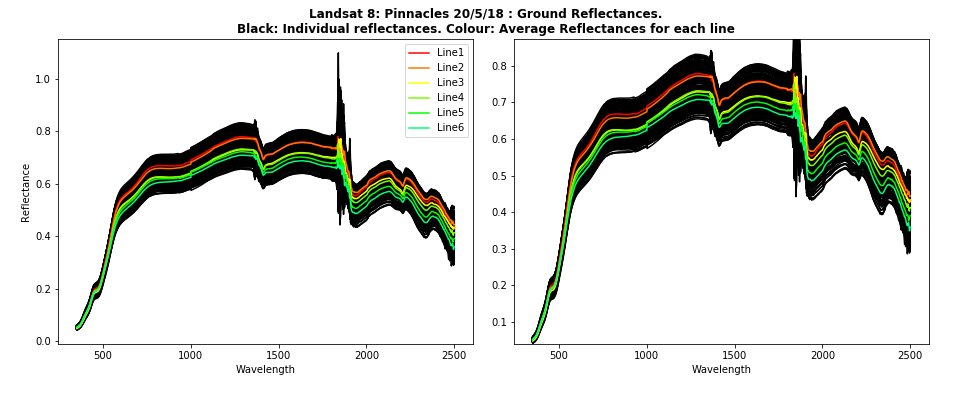 Landsat 8: Pinnacles 20/5/18 : Ground Reflectances.
Black: Individual reflectances. Colour: Average Reflectances for each line
Reflectance
1.0
0.8
0.6
0.4
0.2
0.0
500
1000
1500
2000
2500
Wavelength
Line1
Line2
Line3
Line4
Line5
Line6
0.8
0.7
0.6
0.5
0.4
0.3
0.2
0.1
500
1000
1500
2000
2500
Wavelength